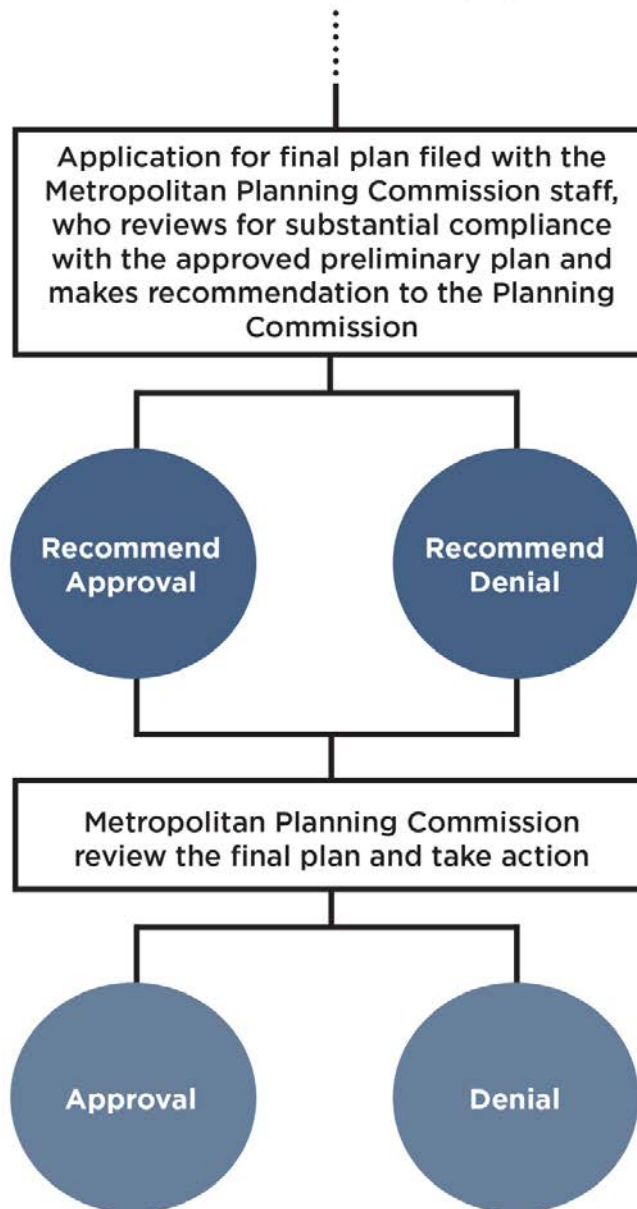 Application for final plan filed with the
Metropolitan Planning Commission staff,
who reviews for substantial compliance
with the approved preliminary plan and
makes recommendation to the Planning
Commission
Recommend
Approval
Recommend
Denial
Metropolitan Planning Commission
review the final plan and take action
Approval
Denial